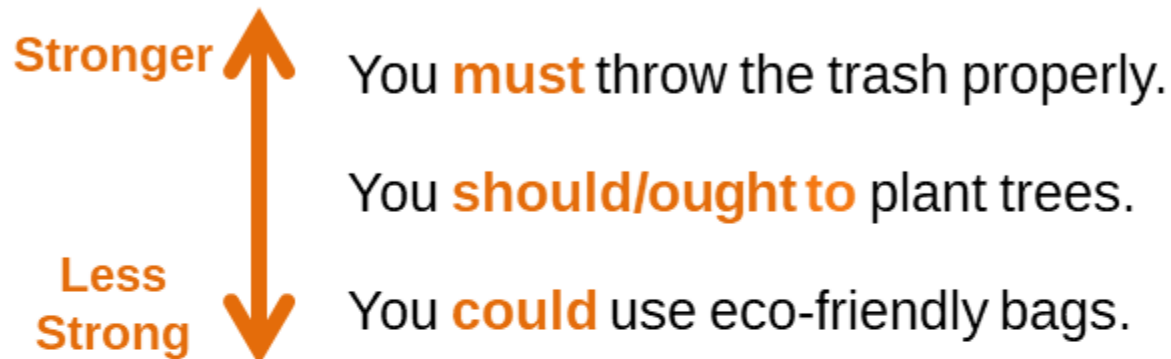 Stronger
You must throw the trash properly.
You should/ought to plant trees.
Less
Strong
You could use eco-friendly bags.